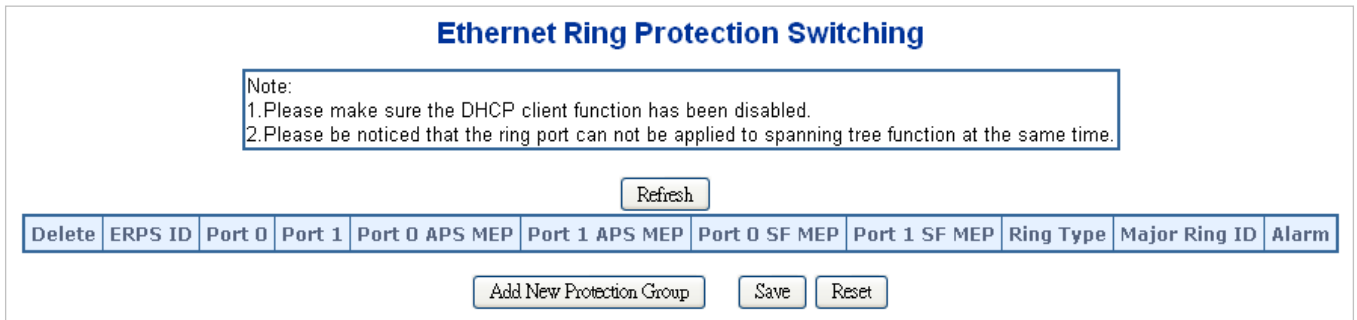 Ethernet Ring Protection Switching
Note:
1.Please make sure the DHCP client function has been disabled.
2.Please be noticed that the ring port can not be applied to spanning tree function at the same time.
Refresh
Delete ERPS ID Port 0 Port 1 Port 0 APS MEP Port 1 APS MEP Port 0 SF MEP Port 1 SF MEP Ring Type Major Ring ID Alarm
Add New Protection Group Save Reset